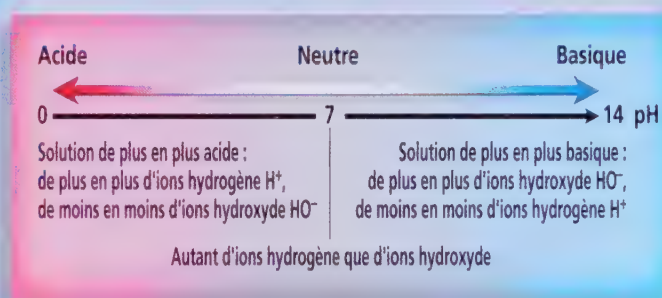 Acide Neutre Basique
0 7 14 pH
Solution de plus en plus acide :
de plus en plus d'ions hydrogène H⁺,
de moins en moins d'ions hydroxyde HO⁻
Solution de plus en plus basique :
de plus en plus d'ions hydroxyde HO⁻,
de moins en moins d'ions hydrogène H⁺
Autant d'ions hydrogène que d'ions hydroxyde